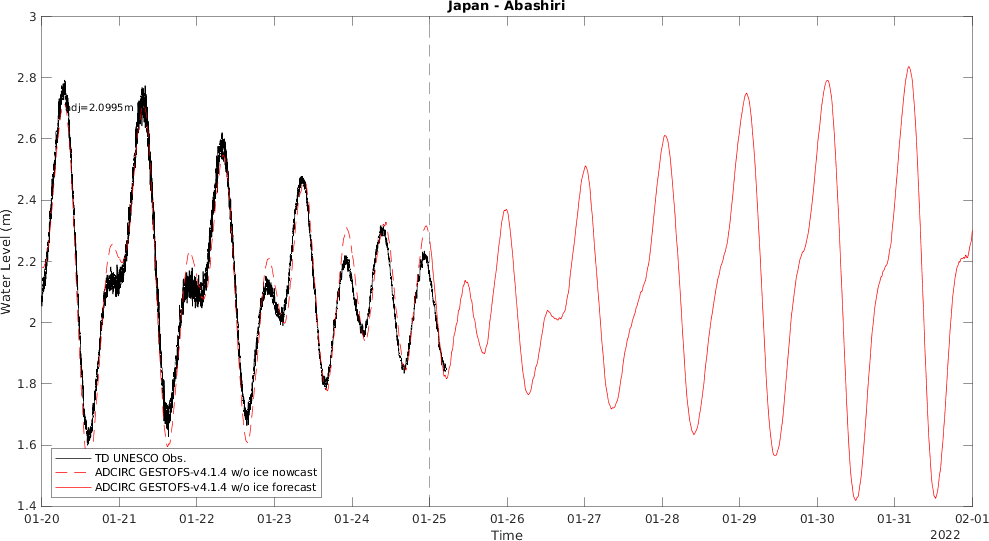 Japan - Abashiri
3
2.8
2.6
2.4
2.2
2
1.8
1.6
1.4
Water Level (m)
dj=2.0995m
TD UNESCO Obs.
ADCIRC GESTOFS-v4.1.4 w/o ice nowcast
ADCIRC GESTOFS-v4.1.4 w/o ice forecast
01-20 01-21 01-22 01-23 01-24 01-25 01-26 01-27 01-28 01-29 01-30 01-31 02-01
Time
2022